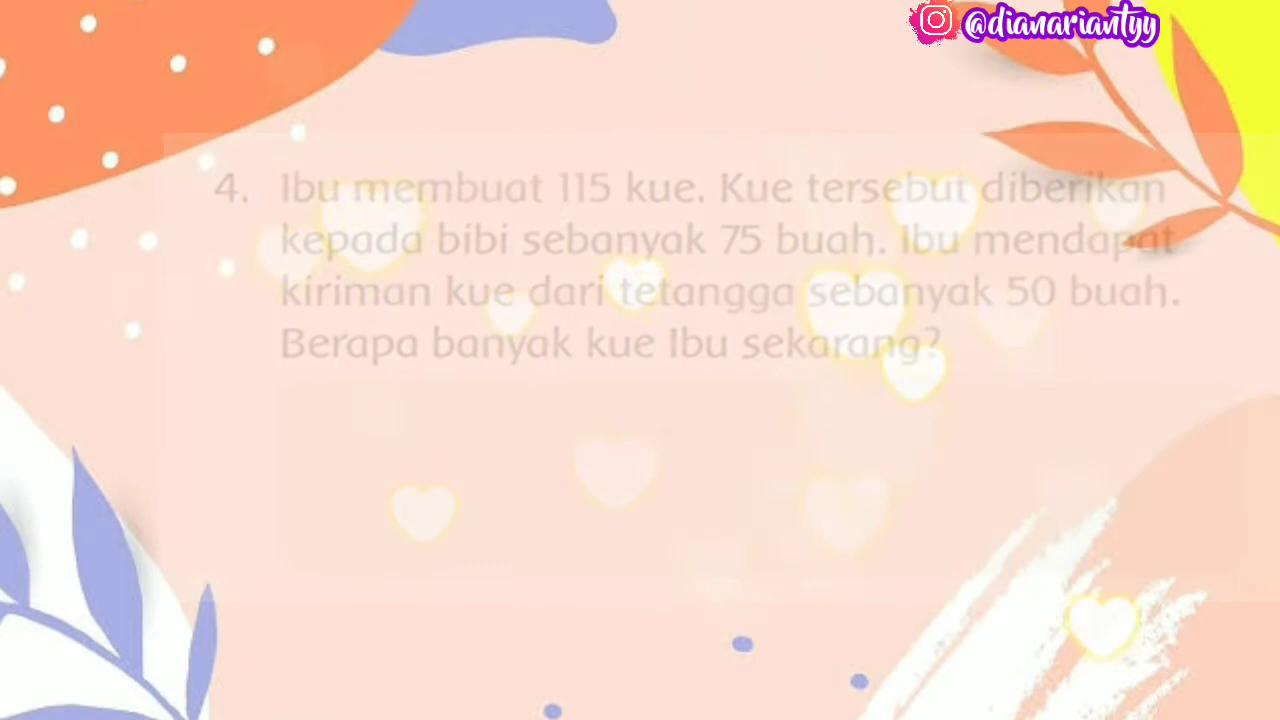 @dianariantyy
4. Ibu membuat 115 kue. Kue tersebut diberikan
kepada bibi sebanyak 75 buah. Ibu mendapat
kiriman kue dari tetangga sebanyak 50 buah.
Berapa banyak kue Ibu sekarang?